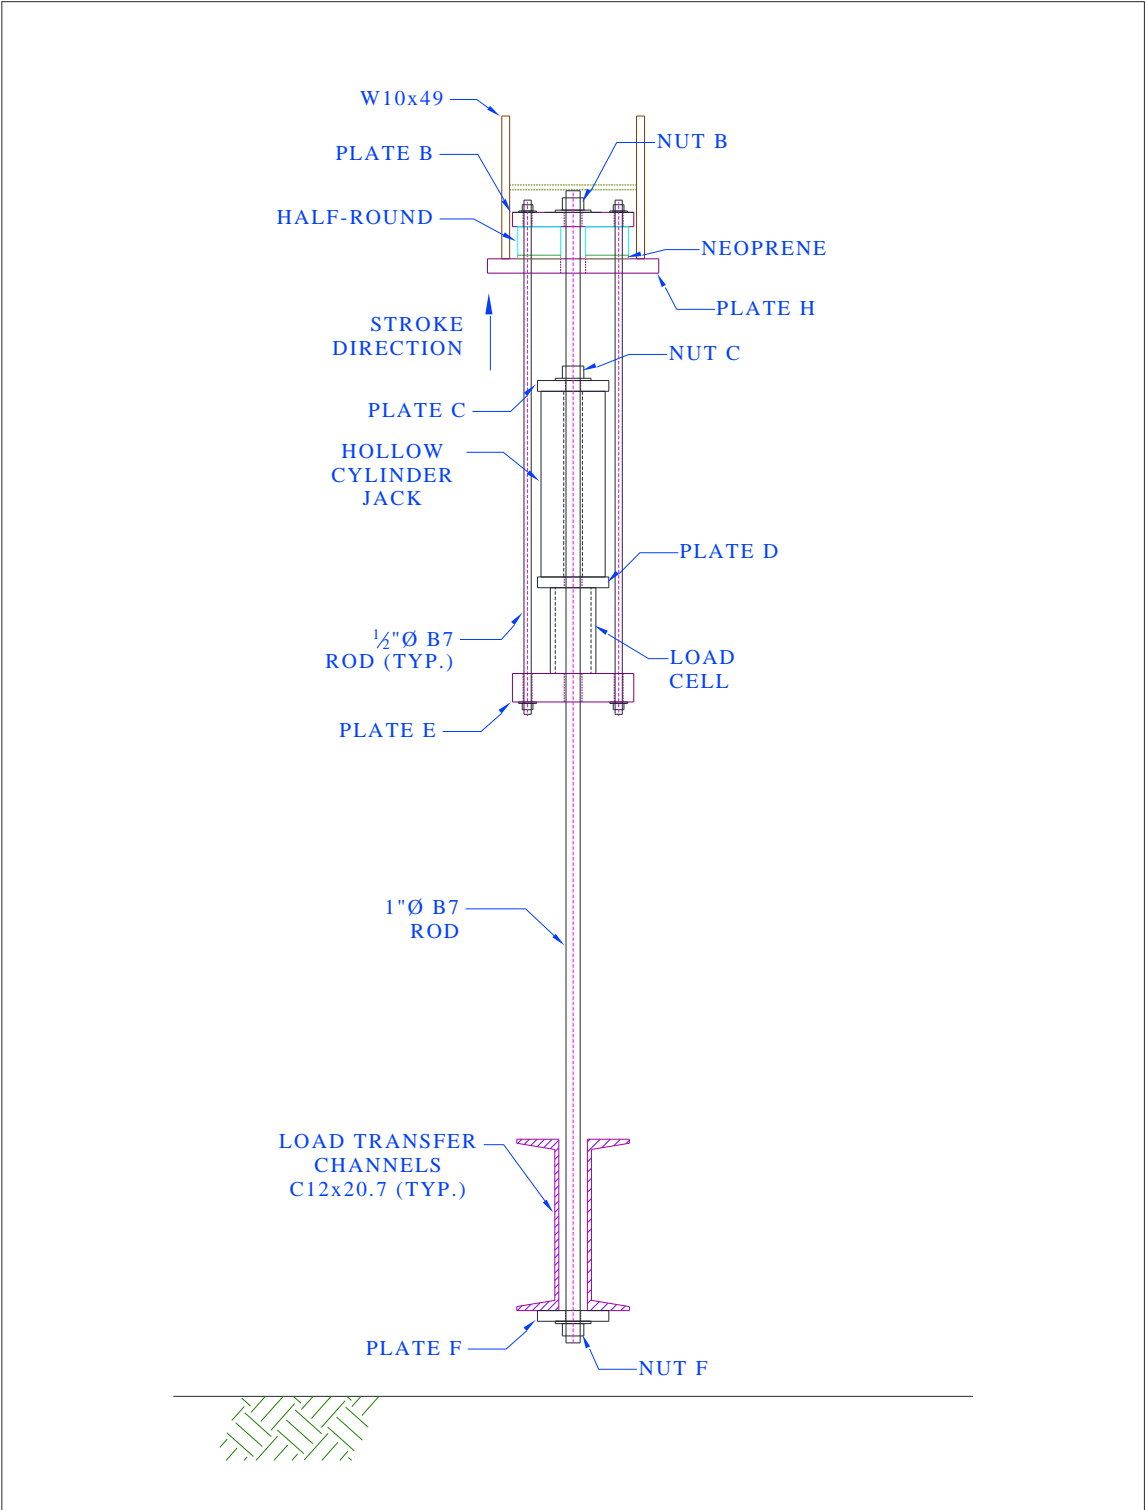 W10x49
NUT B
PLATE B
HALF-ROUND
NEOPRENE
PLATE H
STROKE
DIRECTION
NUT C
PLATE C
HOLLOW
CYLINDER
JACK
PLATE D
½"Ø B7
ROD (TYP.)
LOAD
CELL
PLATE E
1"Ø B7
ROD
LOAD TRANSFER
CHANNELS
C12x20.7 (TYP.)
PLATE F
NUT F